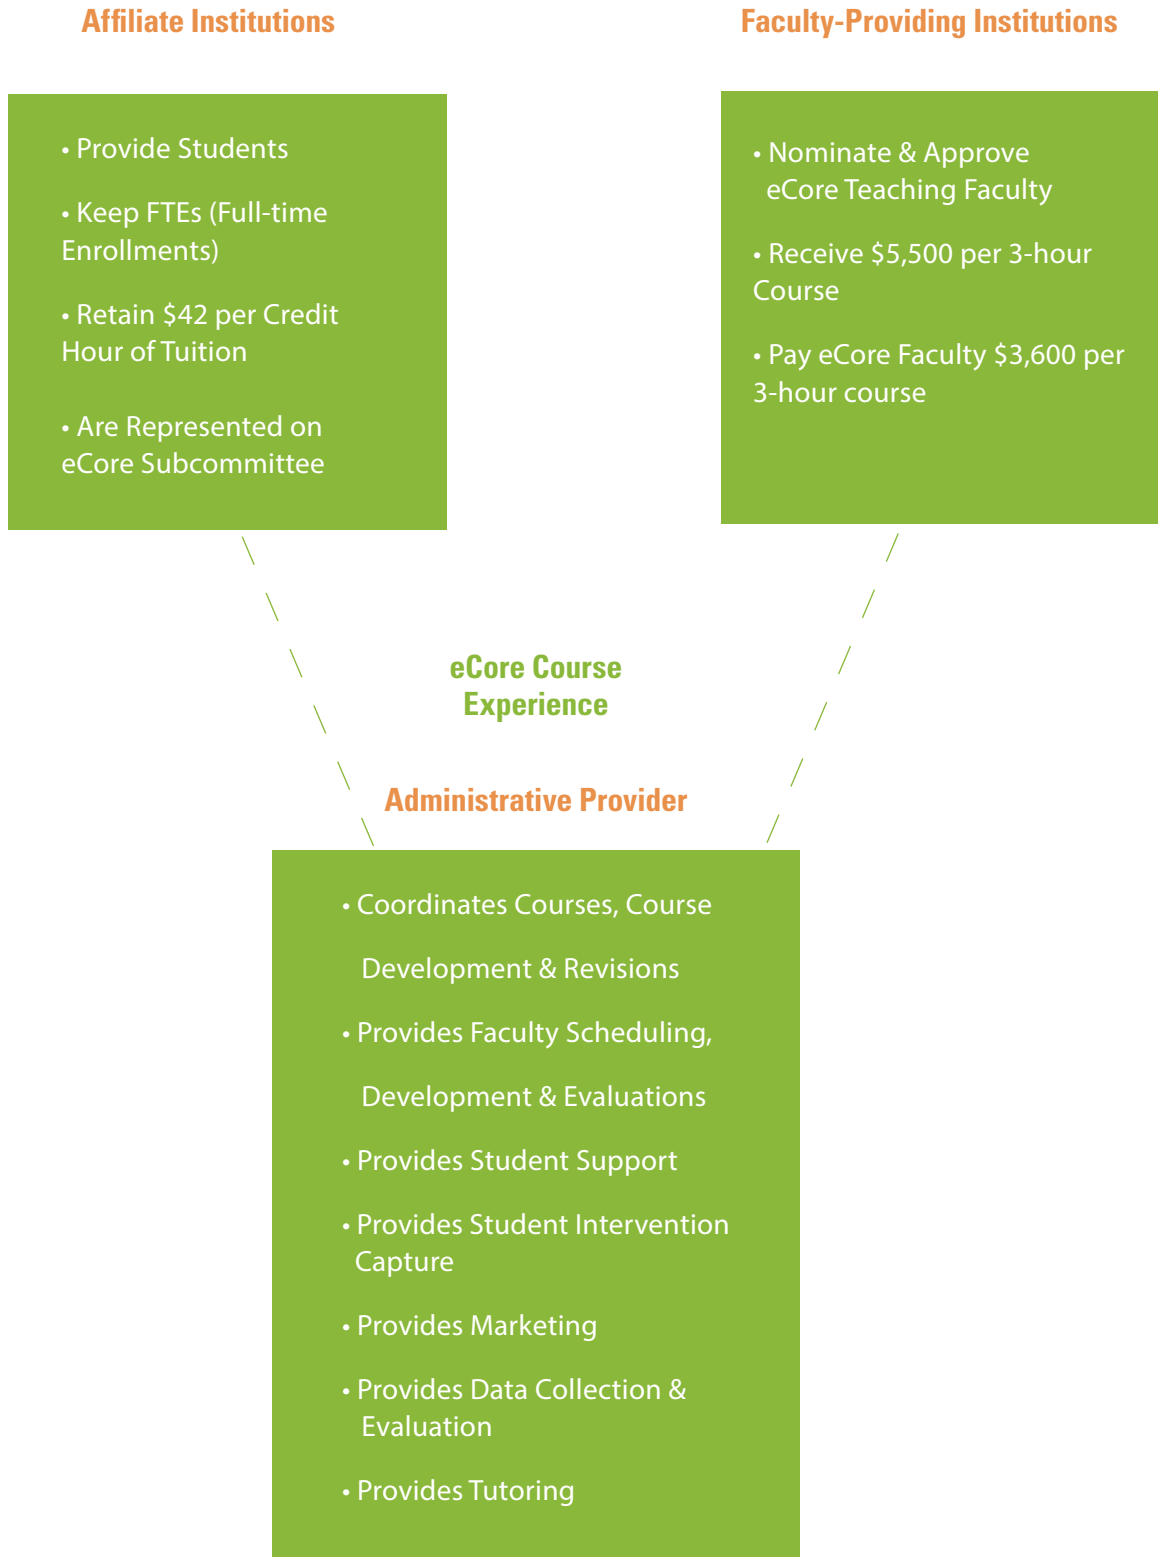 Affiliate Institutions
• Provide Students
• Keep FTEs (Full-time
Enrollments)
• Retain $42 per Credit
Hour of Tuition
• Are Represented on
eCore Subcommittee
Faculty-Providing Institutions
• Nominate & Approve
eCore Teaching Faculty
• Receive $5,500 per 3-hour
Course
• Pay eCore Faculty $3,600 per
3-hour course
eCore Course
Experience
Administrative Provider
• Coordinates Courses, Course
Development & Revisions
• Provides Faculty Scheduling,
Development & Evaluations
• Provides Student Support
• Provides Student Intervention
Capture
• Provides Marketing
• Provides Data Collection &
Evaluation
• Provides Tutoring